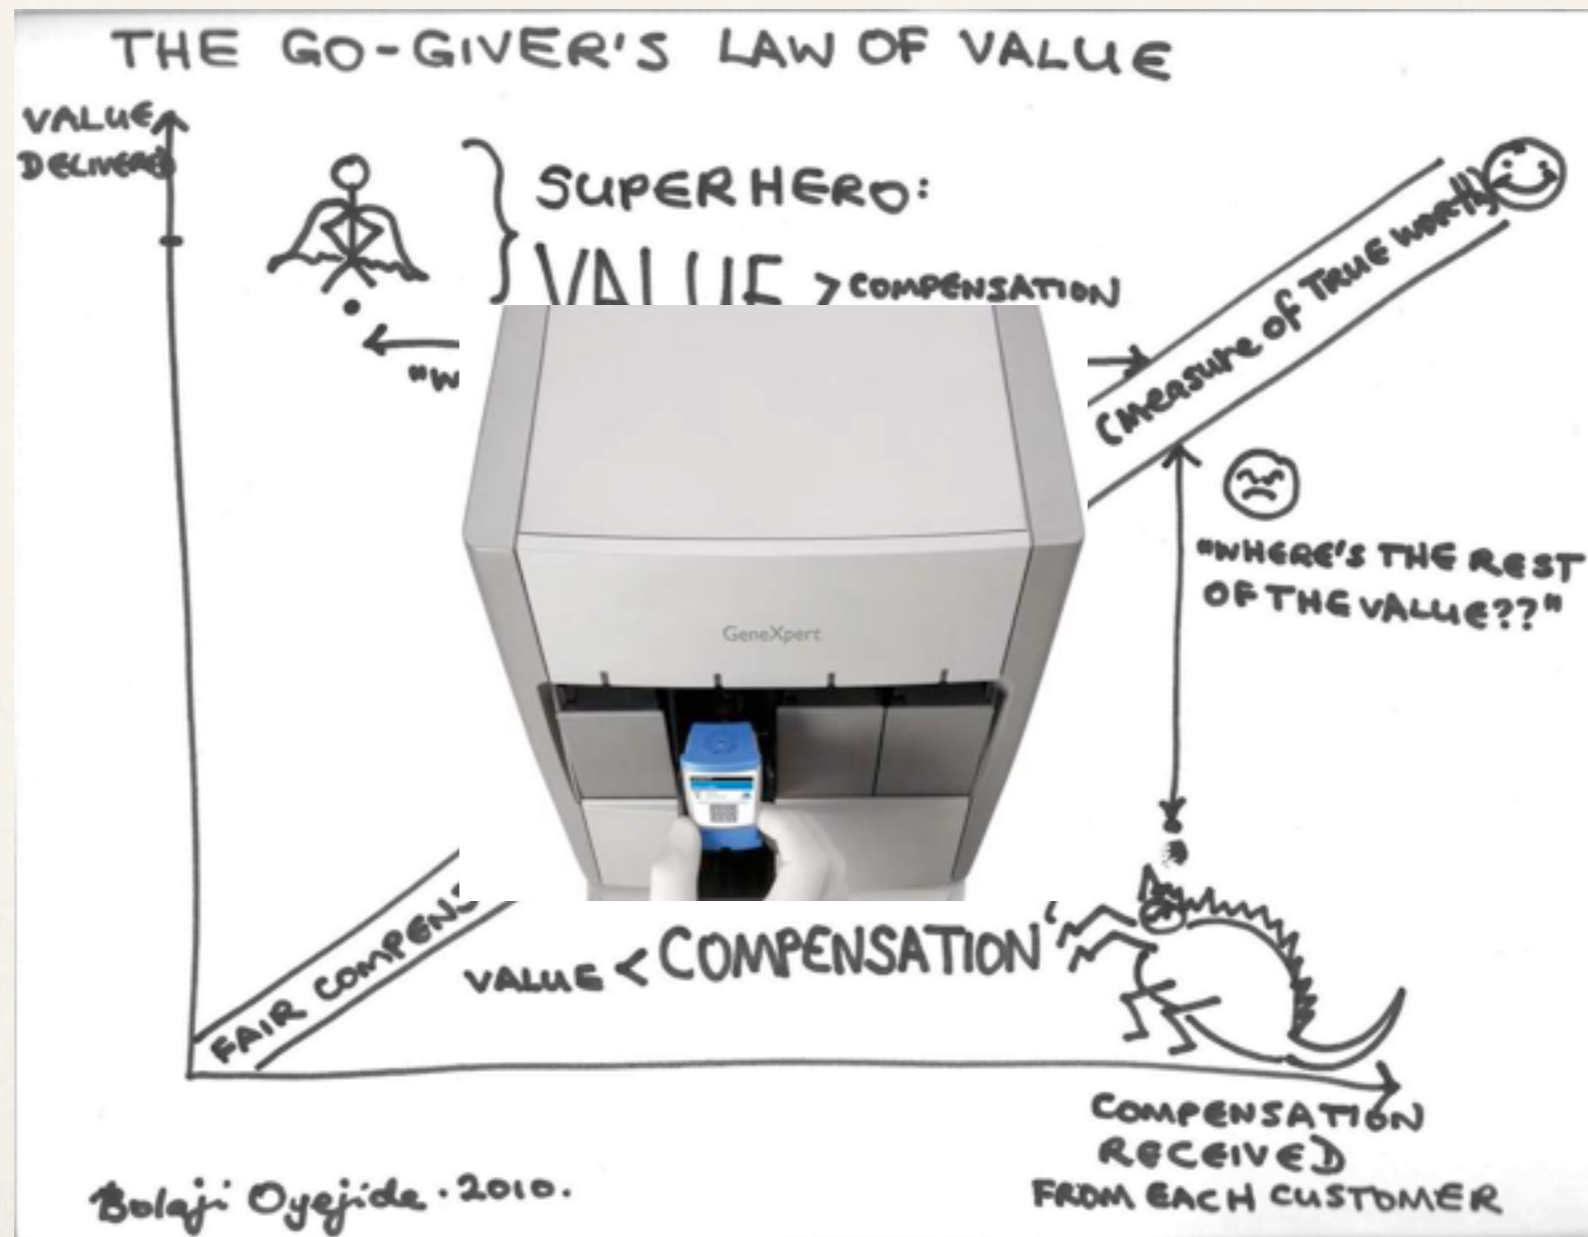 THE GO-GIVER'S LAW OF VALUE
VALUE
DELIVERED
SUPERHERO:
VALUE > COMPENSATION
"W
(Measure of TRUE WORTH)
"WHERE'S THE REST
OF THE VALUE??"
GeneXpert
FAIR COMPENS
VALUE < COMPENSATION
COMPENSATION
RECEIVED
FROM EACH CUSTOMER
Bolaji Oyejide. 2010.